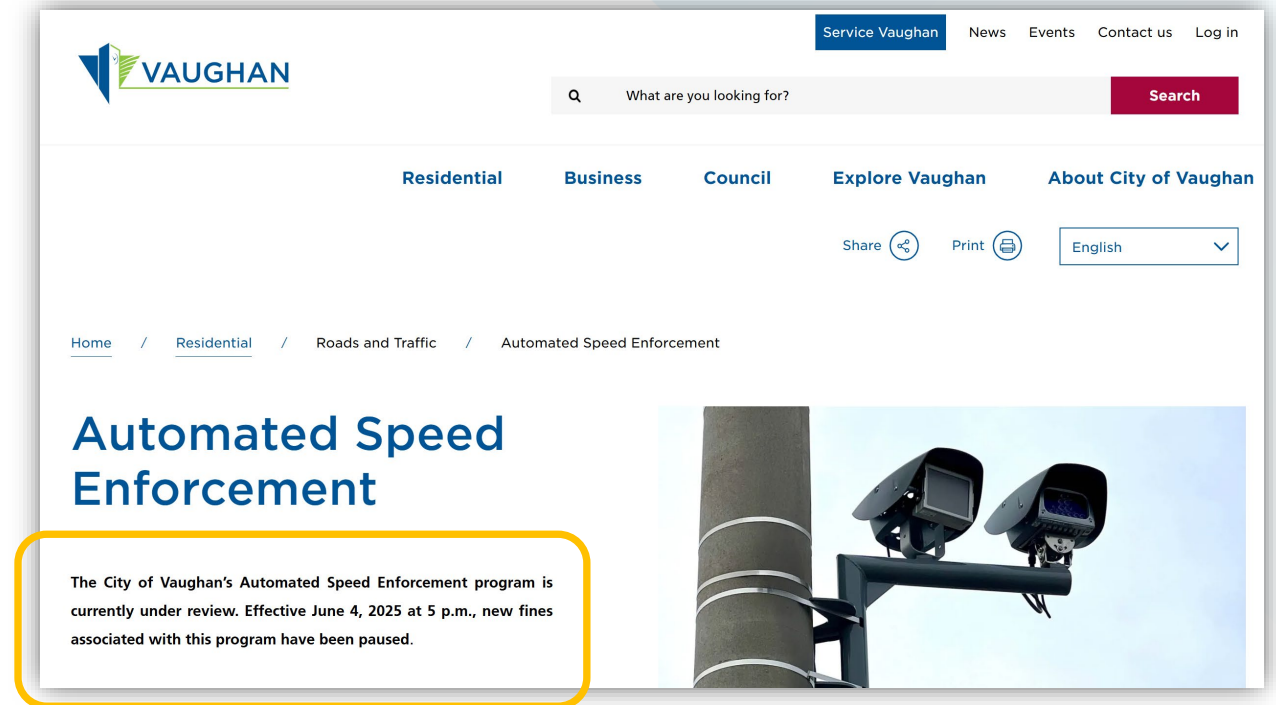 Service Vaughan News Events Contact us Log in
VAUGHAN
What are you looking for? Search
Residential Business Council Explore Vaughan About City of Vaughan
Share Print English
Home / Residential / Roads and Traffic / Automated Speed Enforcement
Automated Speed
Enforcement
The City of Vaughan's Automated Speed Enforcement program is
currently under review. Effective June 4, 2025 at 5 p.m., new fines
associated with this program have been paused.